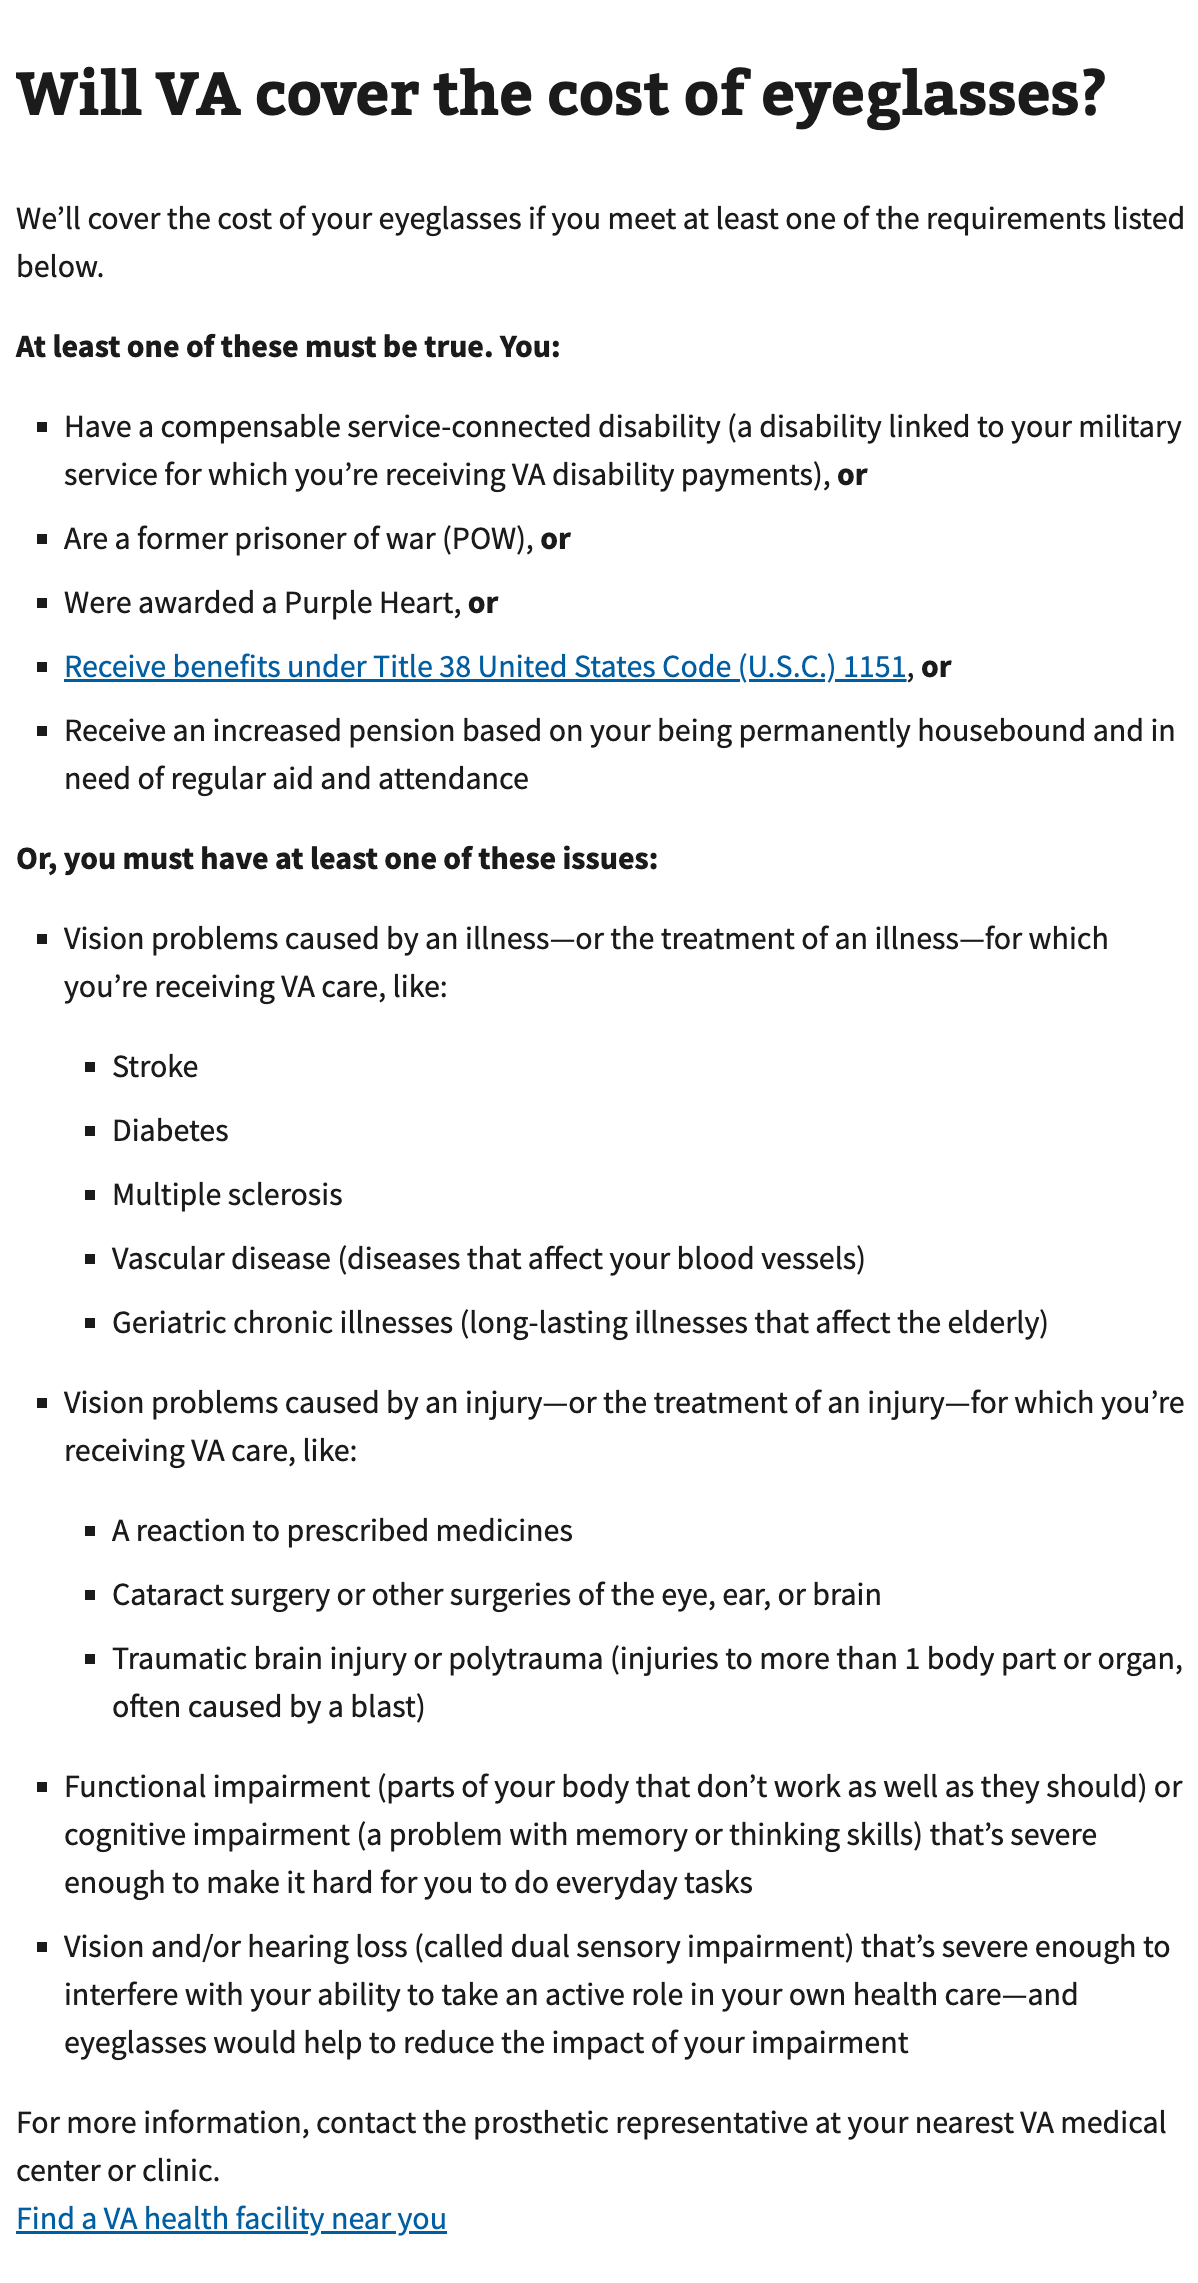 Will VA cover the cost of eyeglasses?
We’ll cover the cost of your eyeglasses if you meet at least one of the requirements listed
below.
At least one of these must be true. You:
Have a compensable service-connected disability (a disability linked to your military
service for which you’re receiving VA disability payments), or
Are a former prisoner of war (POW), or
Were awarded a Purple Heart, or
Receive benefits under Title 38 United States Code (U.S.C.) 1151, or
Receive an increased pension based on your being permanently housebound and in
need of regular aid and attendance
Or, you must have at least one of these issues:
Vision problems caused by an illness—or the treatment of an illness—for which
you’re receiving VA care, like:
Stroke
Diabetes
Multiple sclerosis
Vascular disease (diseases that affect your blood vessels)
Geriatric chronic illnesses (long-lasting illnesses that affect the elderly)
Vision problems caused by an injury—or the treatment of an injury—for which you’re
receiving VA care, like:
A reaction to prescribed medicines
Cataract surgery or other surgeries of the eye, ear, or brain
Traumatic brain injury or polytrauma (injuries to more than 1 body part or organ,
often caused by a blast)
Functional impairment (parts of your body that don’t work as well as they should) or
cognitive impairment (a problem with memory or thinking skills) that’s severe
enough to make it hard for you to do everyday tasks
Vision and/or hearing loss (called dual sensory impairment) that’s severe enough to
interfere with your ability to take an active role in your own health care—and
eyeglasses would help to reduce the impact of your impairment
For more information, contact the prosthetic representative at your nearest VA medical
center or clinic.
Find a VA health facility near you